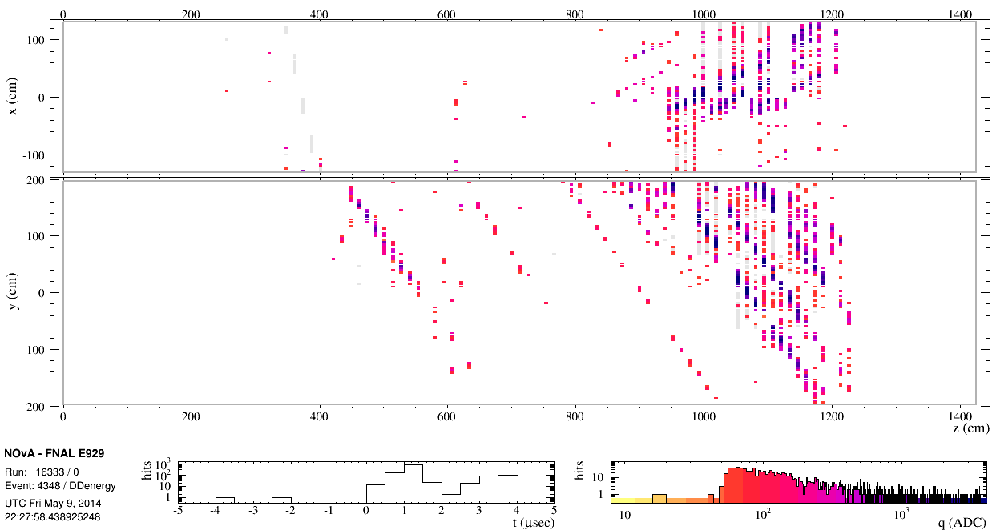 0 200 400 600 800 1000 1200 1400
100
0
-100
x (cm)
200
100
0
-100
-200
y (cm)
0 200 400 600 800 1000 1200 1400
z (cm)
NOvA - FNAL E929
Run: 16333 / 0
Event: 4348 / DDenergy
UTC Fri May 9, 2014
22:27:58.438925248
hits
10³
10
1
-5 -4 -3 -2 -1 0 1 2 3 4 5
t (μsec)
hits
10
1
10 10² 10³
q (ADC)